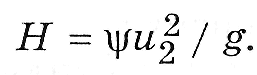 H = ψu₂² / g.